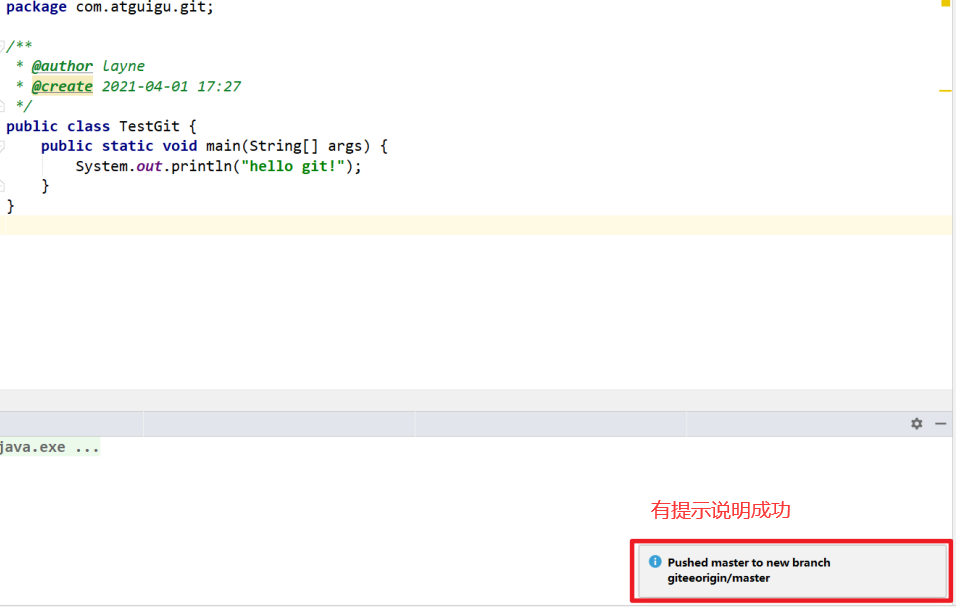 package com.atguigu.git;
/**
 * @author layne
 * @create 2021-04-01 17:27
 */
public class TestGit {
    public static void main(String[] args) {
        System.out.println("hello git!");
    }
}
java.exe ...
有提示说明成功
Pushed master to new branch
giteeorigin/master